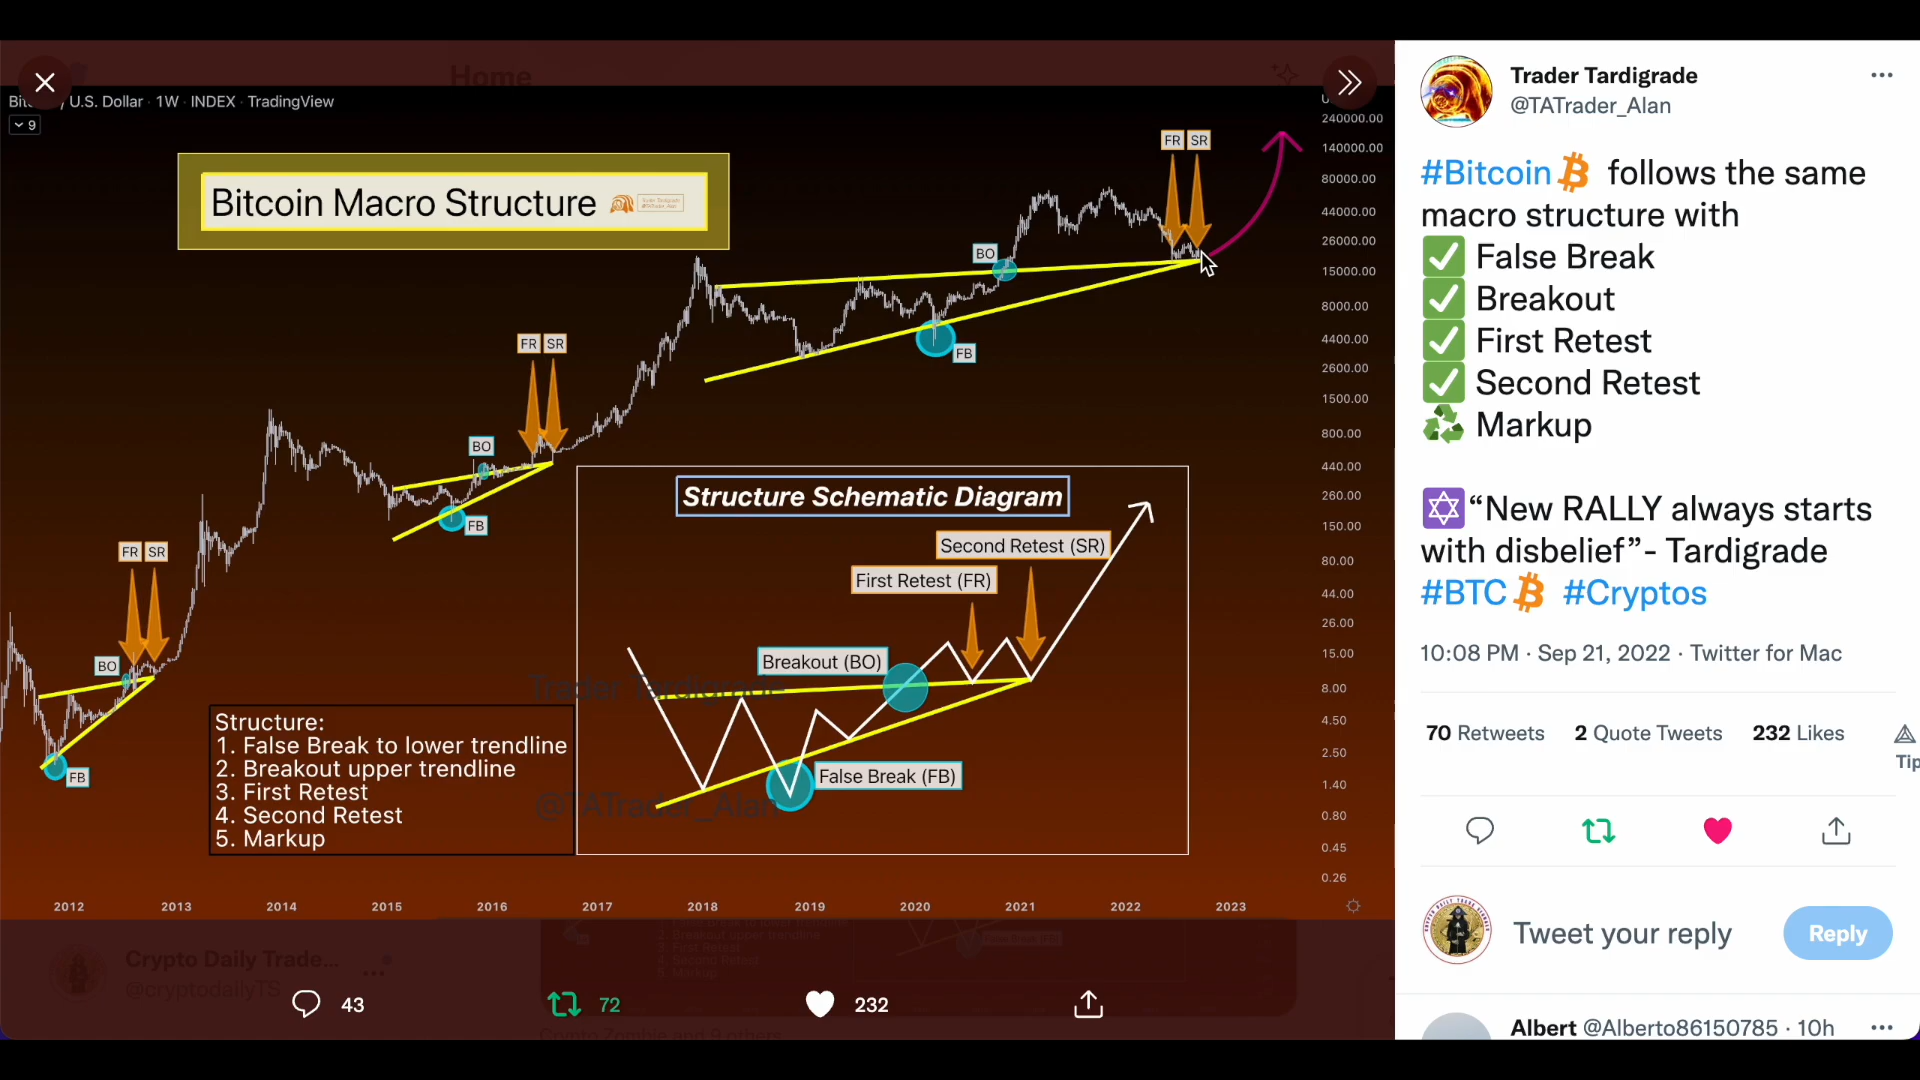 Home
U.S. Dollar · 1W · INDEX · TradingView
9
Bitcoin Macro Structure
FR SR
BO
FB
FR SR
BO
FB
FR SR
BO
FB
Structure:
1. False Break to lower trendline
2. Breakout upper trendline
3. First Retest
4. Second Retest
5. Markup
Structure Schematic Diagram
Second Retest (SR)
First Retest (FR)
Breakout (BO)
False Break (FB)
Trader Tardigrade
@TATrader_Alan
240000.00
140000.00
80000.00
44000.00
26000.00
15000.00
8000.00
4400.00
2600.00
1500.00
800.00
440.00
260.00
150.00
80.00
44.00
26.00
15.00
8.00
4.50
2.50
1.40
0.80
0.45
0.26
2012 2013 2014 2015 2016 2017 2018 2019 2020 2021 2022 2023
Crypto Daily Trade...
@cryptodailyTS
43 72 232
Trader Tardigrade
@TATrader_Alan
#Bitcoin follows the same
macro structure with
False Break
Breakout
First Retest
Second Retest
Markup
“New RALLY always starts
with disbelief”- Tardigrade
#BTC #Cryptos
10:08 PM · Sep 21, 2022 · Twitter for Mac
70 Retweets 2 Quote Tweets 232 Likes
Tip
Tweet your reply
Reply
Albert @Alberto86150785 · 10h